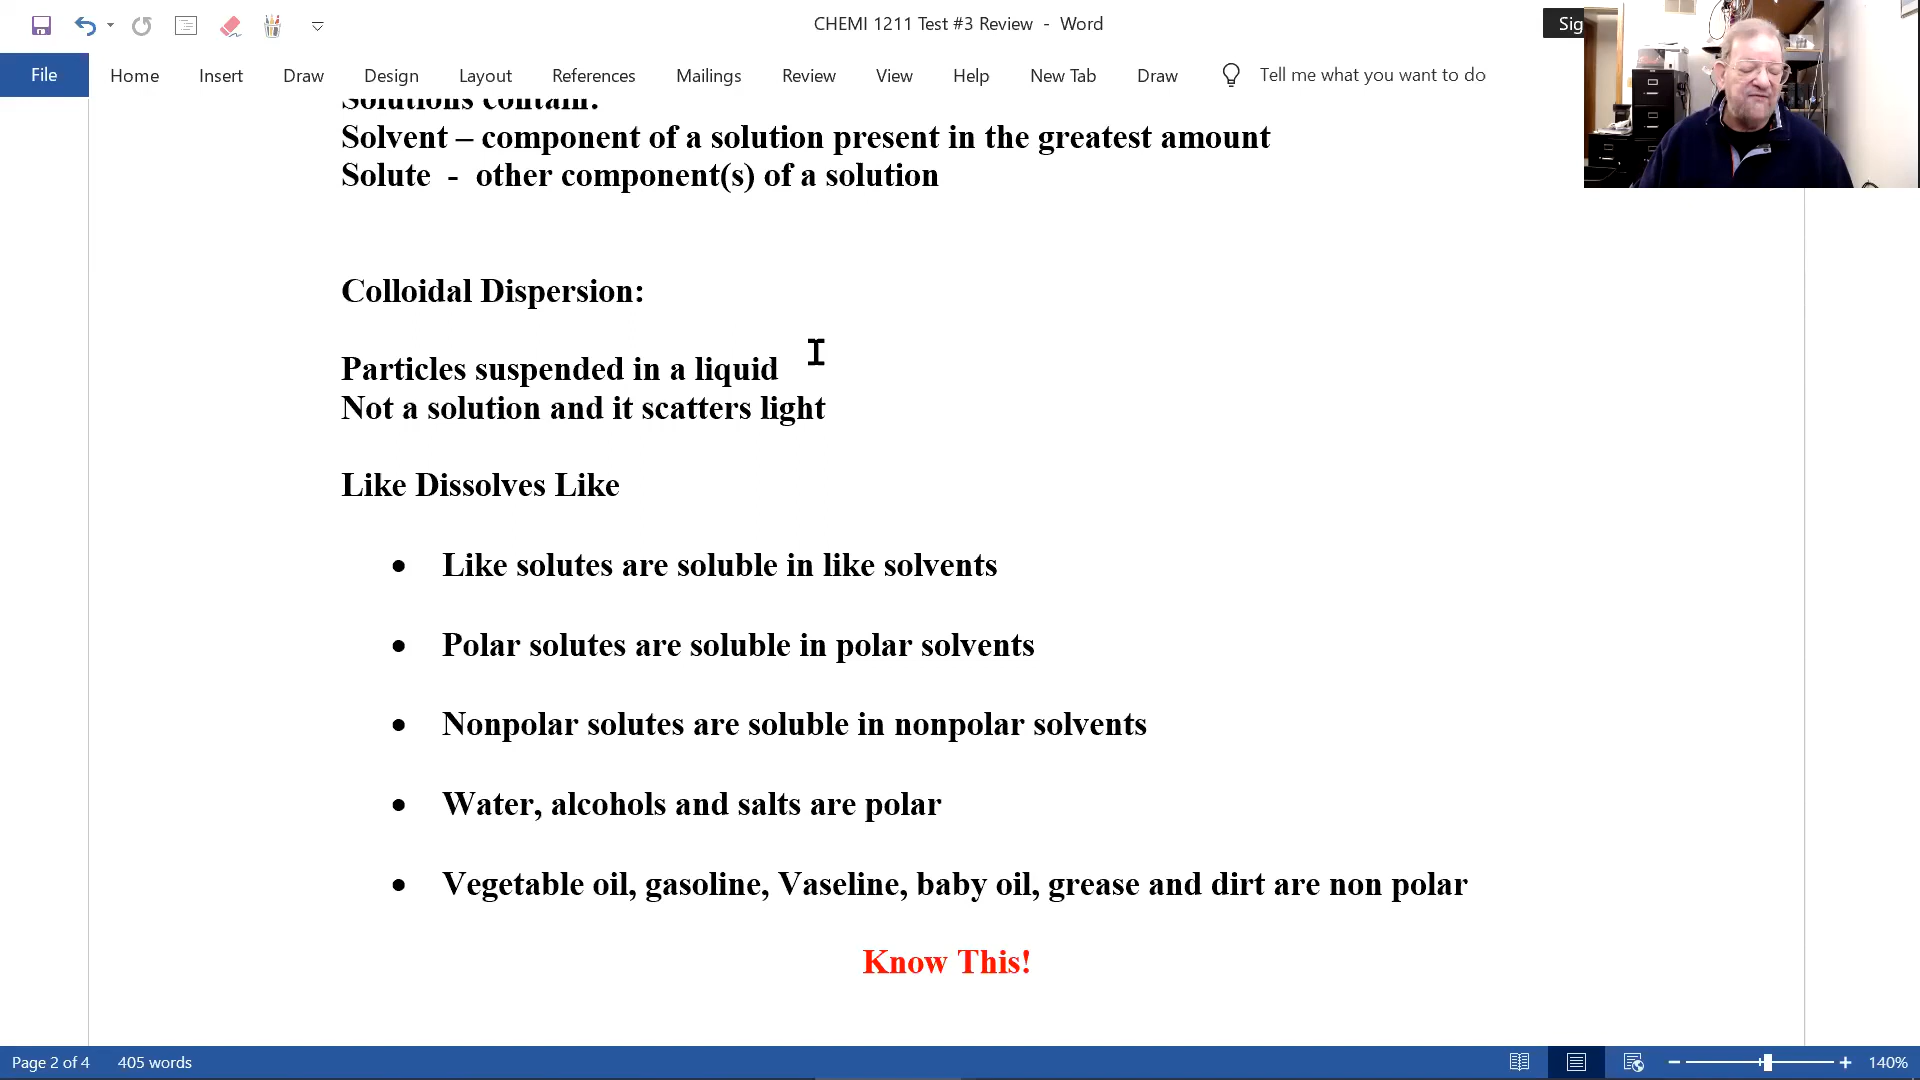 CHEMI 1211 Test #3 Review - Word
Sig
File Home Insert Draw Design Layout References Mailings Review View Help New Tab Draw Tell me what you want to do
Solutions contain:
Solvent – component of a solution present in the greatest amount
Solute - other component(s) of a solution
Colloidal Dispersion:
Particles suspended in a liquid
Not a solution and it scatters light
Like Dissolves Like
• Like solutes are soluble in like solvents
• Polar solutes are soluble in polar solvents
• Nonpolar solutes are soluble in nonpolar solvents
• Water, alcohols and salts are polar
• Vegetable oil, gasoline, Vaseline, baby oil, grease and dirt are non polar
Know This!
Page 2 of 4 405 words 140%